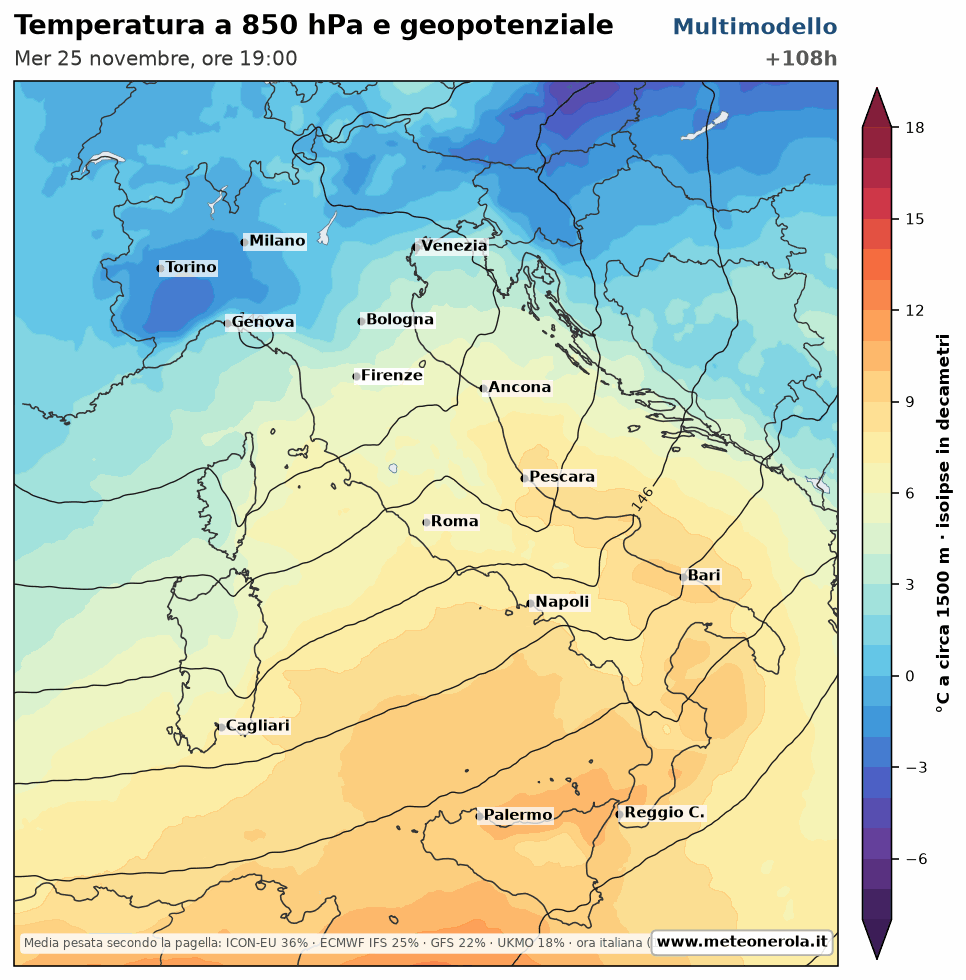 Temperatura a 850 hPa e geopotenziale
Multimodello
Mer 25 novembre, ore 19:00
+108h
Milano
Venezia
Torino
Genova
Bologna
Firenze
Ancona
Pescara
146
Roma
Bari
Napoli
Cagliari
Palermo
Reggio C.
18
15
12
9
6
3
0
−3
−6
°C a circa 1500 m · isoipse in decametri
Media pesata secondo la pagella: ICON-EU 36% · ECMWF IFS 25% · GFS 22% · UKMO 18% · ora italiana (
www.meteonerola.it